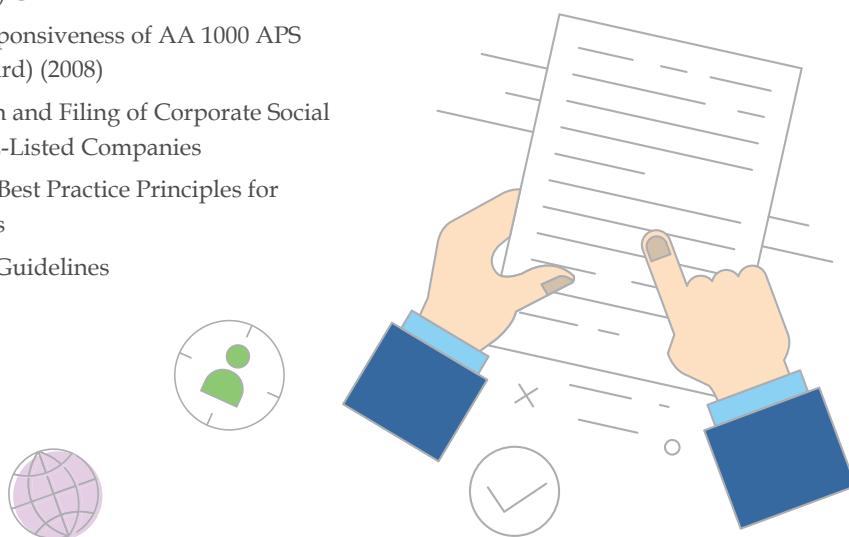 ponsiveness of AA 1000 APS
rd) (2008)
n and Filing of Corporate Social
-Listed Companies
Best Practice Principles for
s
Guidelines